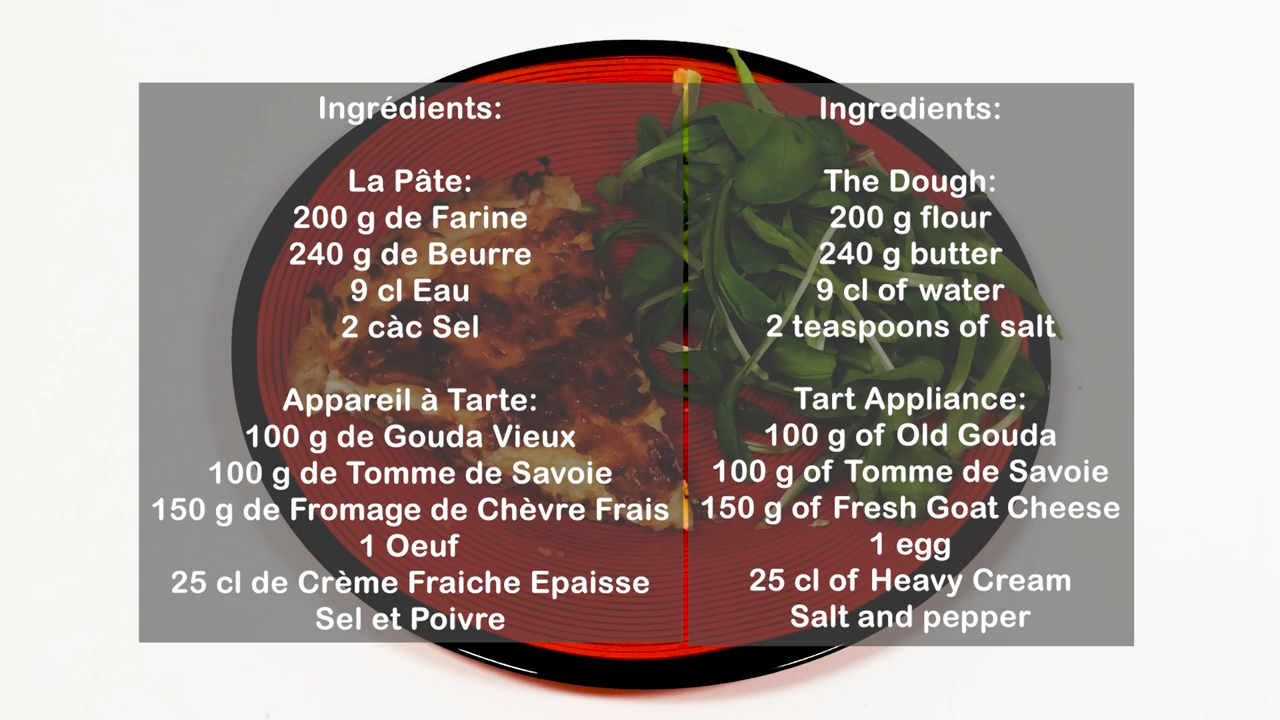 Ingrédients:
La Pâte:
200 g de Farine
240 g de Beurre
9 cl Eau
2 càc Sel
Appareil à Tarte:
100 g de Gouda Vieux
100 g de Tomme de Savoie
150 g de Fromage de Chèvre Frais
1 Oeuf
25 cl de Crème Fraiche Epaisse
Sel et Poivre
Ingredients:
The Dough:
200 g flour
240 g butter
9 cl of water
2 teaspoons of salt
Tart Appliance:
100 g of Old Gouda
100 g of Tomme de Savoie
150 g of Fresh Goat Cheese
1 egg
25 cl of Heavy Cream
Salt and pepper